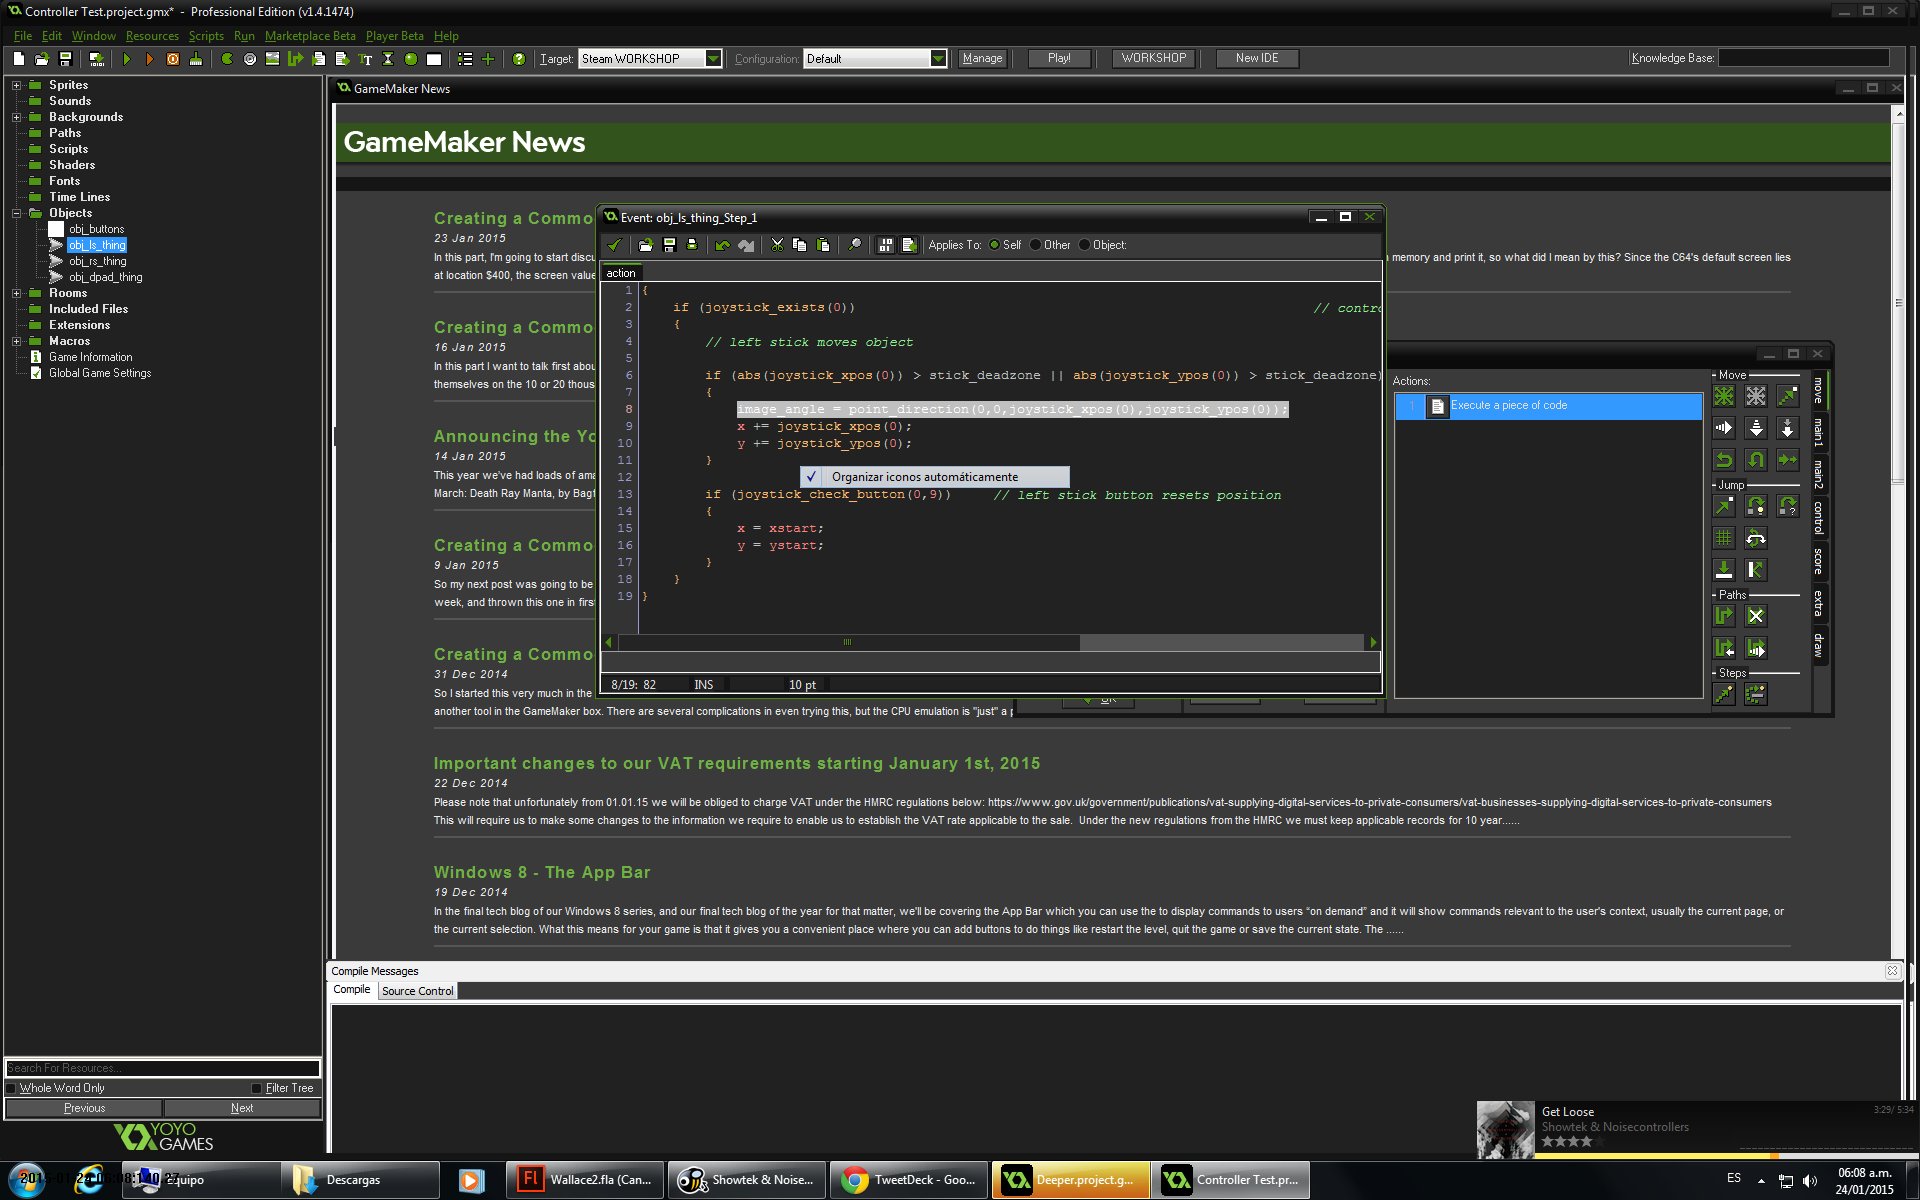 Controller Test.project.gmx* - Professional Edition (v1.4.1474)
File Edit Window Resources Scripts Run Marketplace Beta Player Beta Help
Target: Steam WORKSHOP Configuration: Default Manage Play! WORKSHOP New IDE Knowledge Base:
Sprites
Sounds
Backgrounds
Paths
Scripts
Shaders
Fonts
Time Lines
Objects
obj_buttons
obj_ls_thing
obj_rs_thing
obj_dpad_thing
Rooms
Included Files
Extensions
Macros
Game Information
Global Game Settings
Search For Resources...
Whole Word Only Filter Tree
Previous Next
YOYO
GAMES
GameMaker News
GameMaker News
Creating a Commo
23 Jan 2015
In this part, I'm going to start discu
memory and print it, so what did I mean by this? Since the C64's default screen lies
at location $400, the screen value
Creating a Commo
16 Jan 2015
In this part I want to talk first abou
themselves on the 10 or 20 thous
Announcing the Yo
14 Jan 2015
This year we've had loads of ama
March: Death Ray Manta, by Bagf
Creating a Commo
9 Jan 2015
So my next post was going to be
week, and thrown this one in first
Creating a Commo
31 Dec 2014
So I started this very much in the
another tool in the GameMaker box. There are several complications in even trying this, but the CPU emulation is "just" a p
Important changes to our VAT requirements starting January 1st, 2015
22 Dec 2014
Please note that unfortunately from 01.01.15 we will be obliged to charge VAT under the HMRC regulations below: https://www.gov.uk/government/publications/vat-supplying-digital-services-to-private-consumers/vat-businesses-supplying-digital-services-to-private-consumers
This will require us to make some changes to the information we require to enable us to establish the VAT rate applicable to the sale. Under the new regulations from the HMRC we must keep applicable records for 10 year......
Windows 8 - The App Bar
19 Dec 2014
In the final tech blog of our Windows 8 series, and our final tech blog of the year for that matter, we'll be covering the App Bar which you can use the to display commands to users “on demand” and it will show commands relevant to the user's context, usually the current page, or
the current selection. What this means for your game is that it gives you a convenient place where you can add buttons to do things like restart the level, quit the game or save the current state. The ......
Event: obj_ls_thing_Step_1
Applies To: Self Other Object:
action
1 {
2 if (joystick_exists(0)) // contro
3 {
4 // left stick moves object
5
6 if (abs(joystick_xpos(0)) > stick_deadzone || abs(joystick_ypos(0)) > stick_deadzone)
7 {
8 image_angle = point_direction(0,0,joystick_xpos(0),joystick_ypos(0));
9 x += joystick_xpos(0);
10 y += joystick_ypos(0);
11 }
12
Organizar iconos automáticamente
13 if (joystick_check_button(0,9)) // left stick button resets position
14 {
15 x = xstart;
16 y = ystart;
17 }
18 }
19 }
8/19: 82 INS 10 pt
OK
Actions:
1 Execute a piece of code
Move
Jump
Paths
Steps
move
main1
main2
control
score
extra
draw
Compile Messages
Compile Source Control
Get Loose 3:29/ 5:34
Showtek & Noisecontrollers
Equipo
Descargas
Wallace2.fla (Can...
Showtek & Noise...
TweetDeck - Goo...
Deeper.project.g...
Controller Test.pr...
ES
06:08 a.m.
24/01/2015